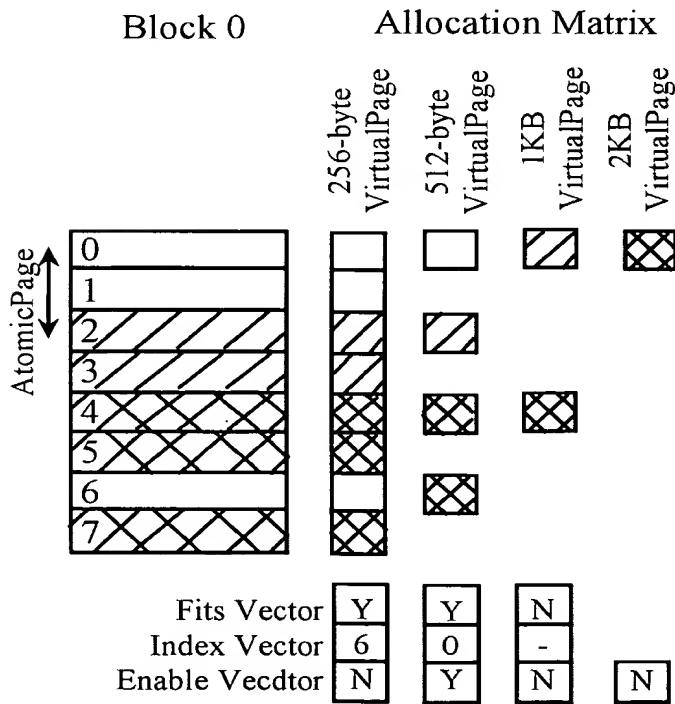 Block 0
Allocation Matrix
256-byte
VirtualPage
512-byte
VirtualPage
1KB
VirtualPage
2KB
VirtualPage
AtomicPage
0
1
2
3
4
5
6
7
Fits Vector Y Y N
Index Vector 6 0 -
Enable Vecdtor N Y N N